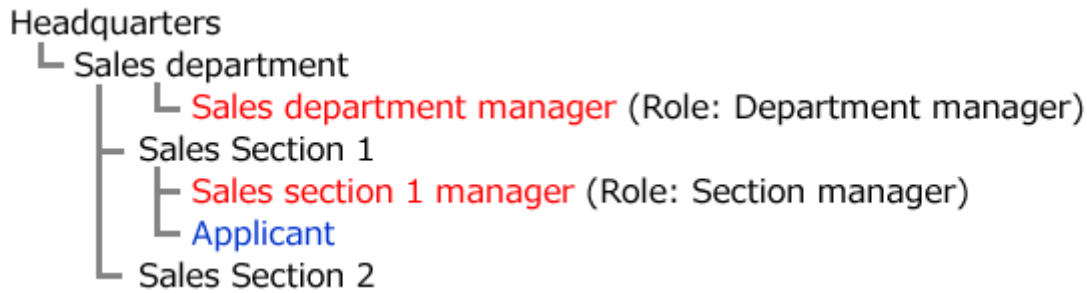 Headquarters
Sales department
Sales department manager (Role: Department manager)
Sales Section 1
Sales section 1 manager (Role: Section manager)
Applicant
Sales Section 2